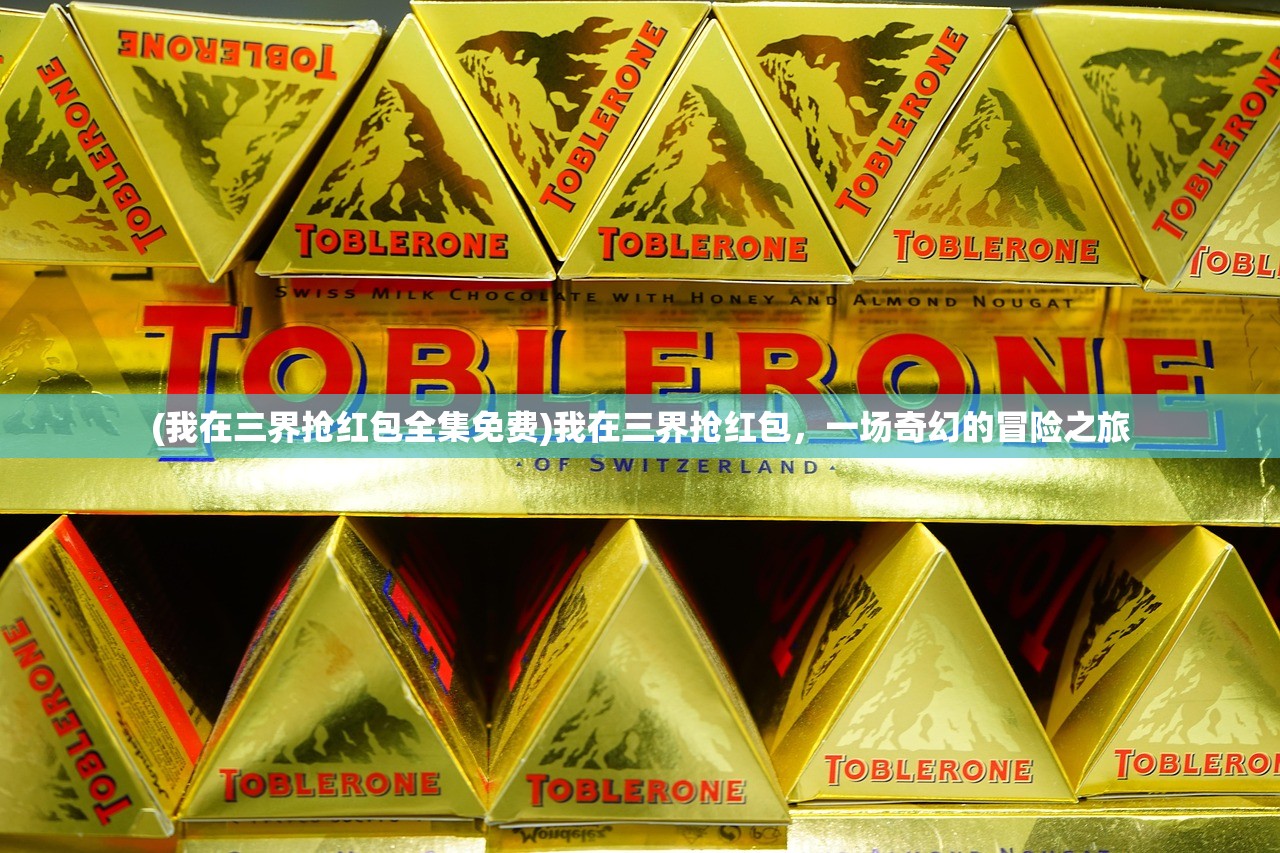 TOBLERONE
TOBLERONE
TOBLERONE
TOBLERONE
TOBLERONE
TOBLERONE
TOBLERONE
TOBLERONE
SWISS MILK CHOCOLATE WITH HONEY AND ALMOND NOUGAT
TOBLERONE
(我在三界抢红包全集免费)我在三界抢红包，一场奇幻的冒险之旅
·OF SWITZERLAND·
TOBLERONE
TOBLERONE
TOBLERONE
TOBLERONE
TOBLERON
Mondelēz